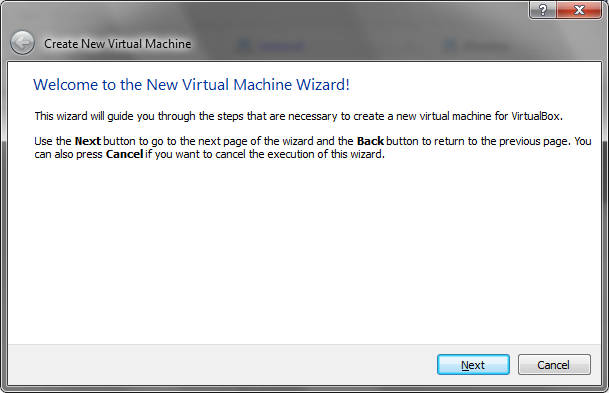 ?
Create New Virtual Machine
Welcome to the New Virtual Machine Wizard!
This wizard will guide you through the steps that are necessary to create a new virtual machine for VirtualBox.
Use the Next button to go to the next page of the wizard and the Back button to return to the previous page. You
can also press Cancel if you want to cancel the execution of this wizard.
Next Cancel